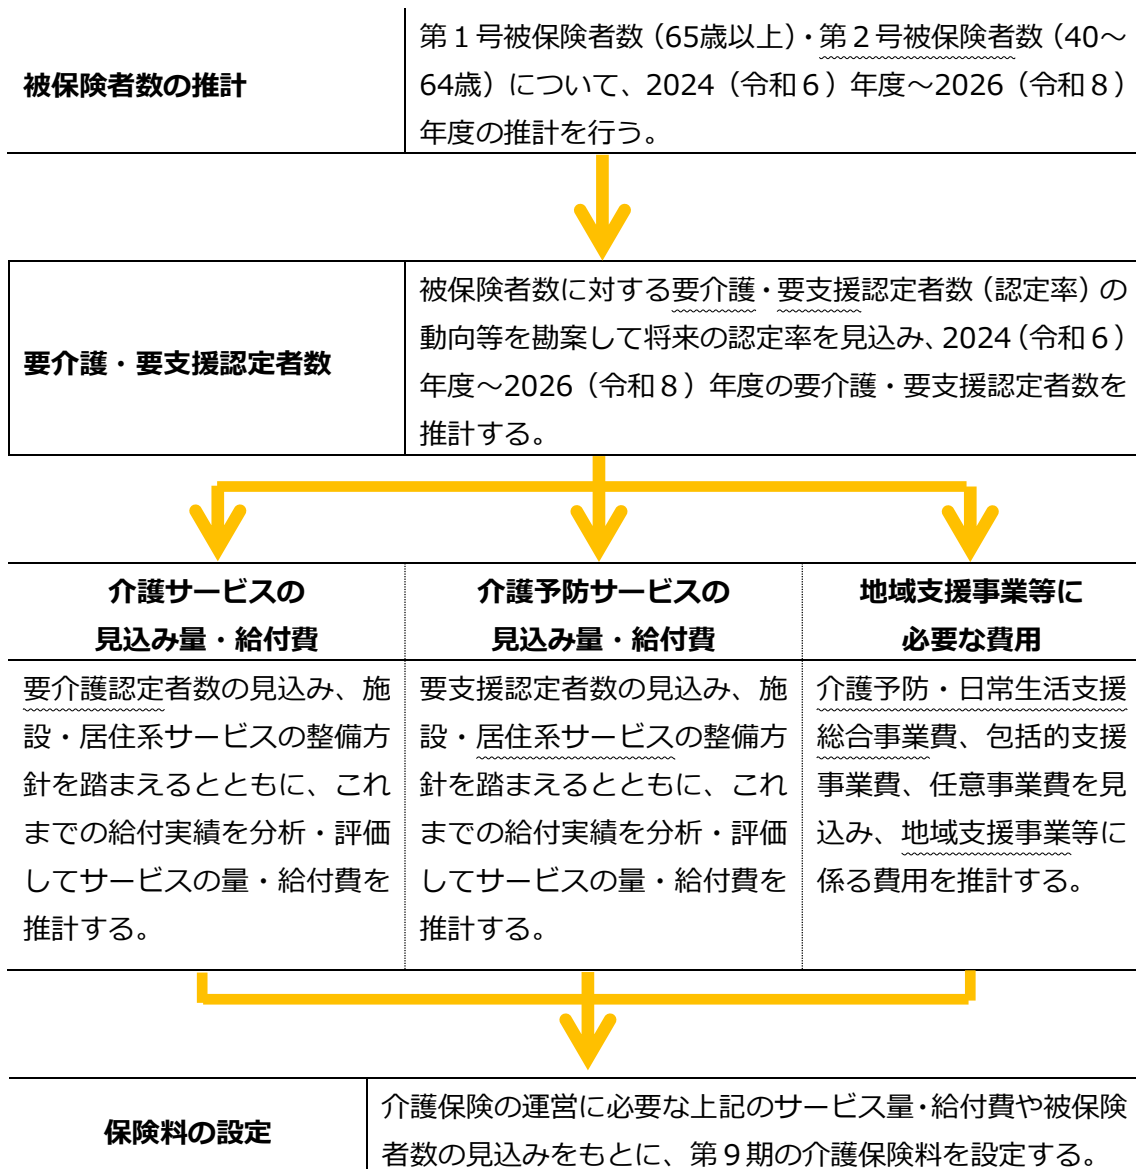 被保険者数の推計
第１号被保険者数（65歳以上）・第２号被保険者数（40～
64歳）について、2024（令和６）年度～2026（令和８）
年度の推計を行う。
要介護・要支援認定者数
被保険者数に対する要介護・要支援認定者数（認定率）の
動向等を勘案して将来の認定率を見込み、2024（令和６）
年度～2026（令和８）年度の要介護・要支援認定者数を
推計する。
介護サービスの
見込み量・給付費
要介護認定者数の見込み、施
設・居住系サービスの整備方
針を踏まえるとともに、これ
までの給付実績を分析・評価
してサービスの量・給付費を
推計する。
介護予防サービスの
見込み量・給付費
要支援認定者数の見込み、施
設・居住系サービスの整備方
針を踏まえるとともに、これ
までの給付実績を分析・評価
してサービスの量・給付費を
推計する。
地域支援事業等に
必要な費用
介護予防・日常生活支援
総合事業費、包括的支援
事業費、任意事業費を見
込み、地域支援事業等に
係る費用を推計する。
保険料の設定
介護保険の運営に必要な上記のサービス量・給付費や被保険
者数の見込みをもとに、第９期の介護保険料を設定する。